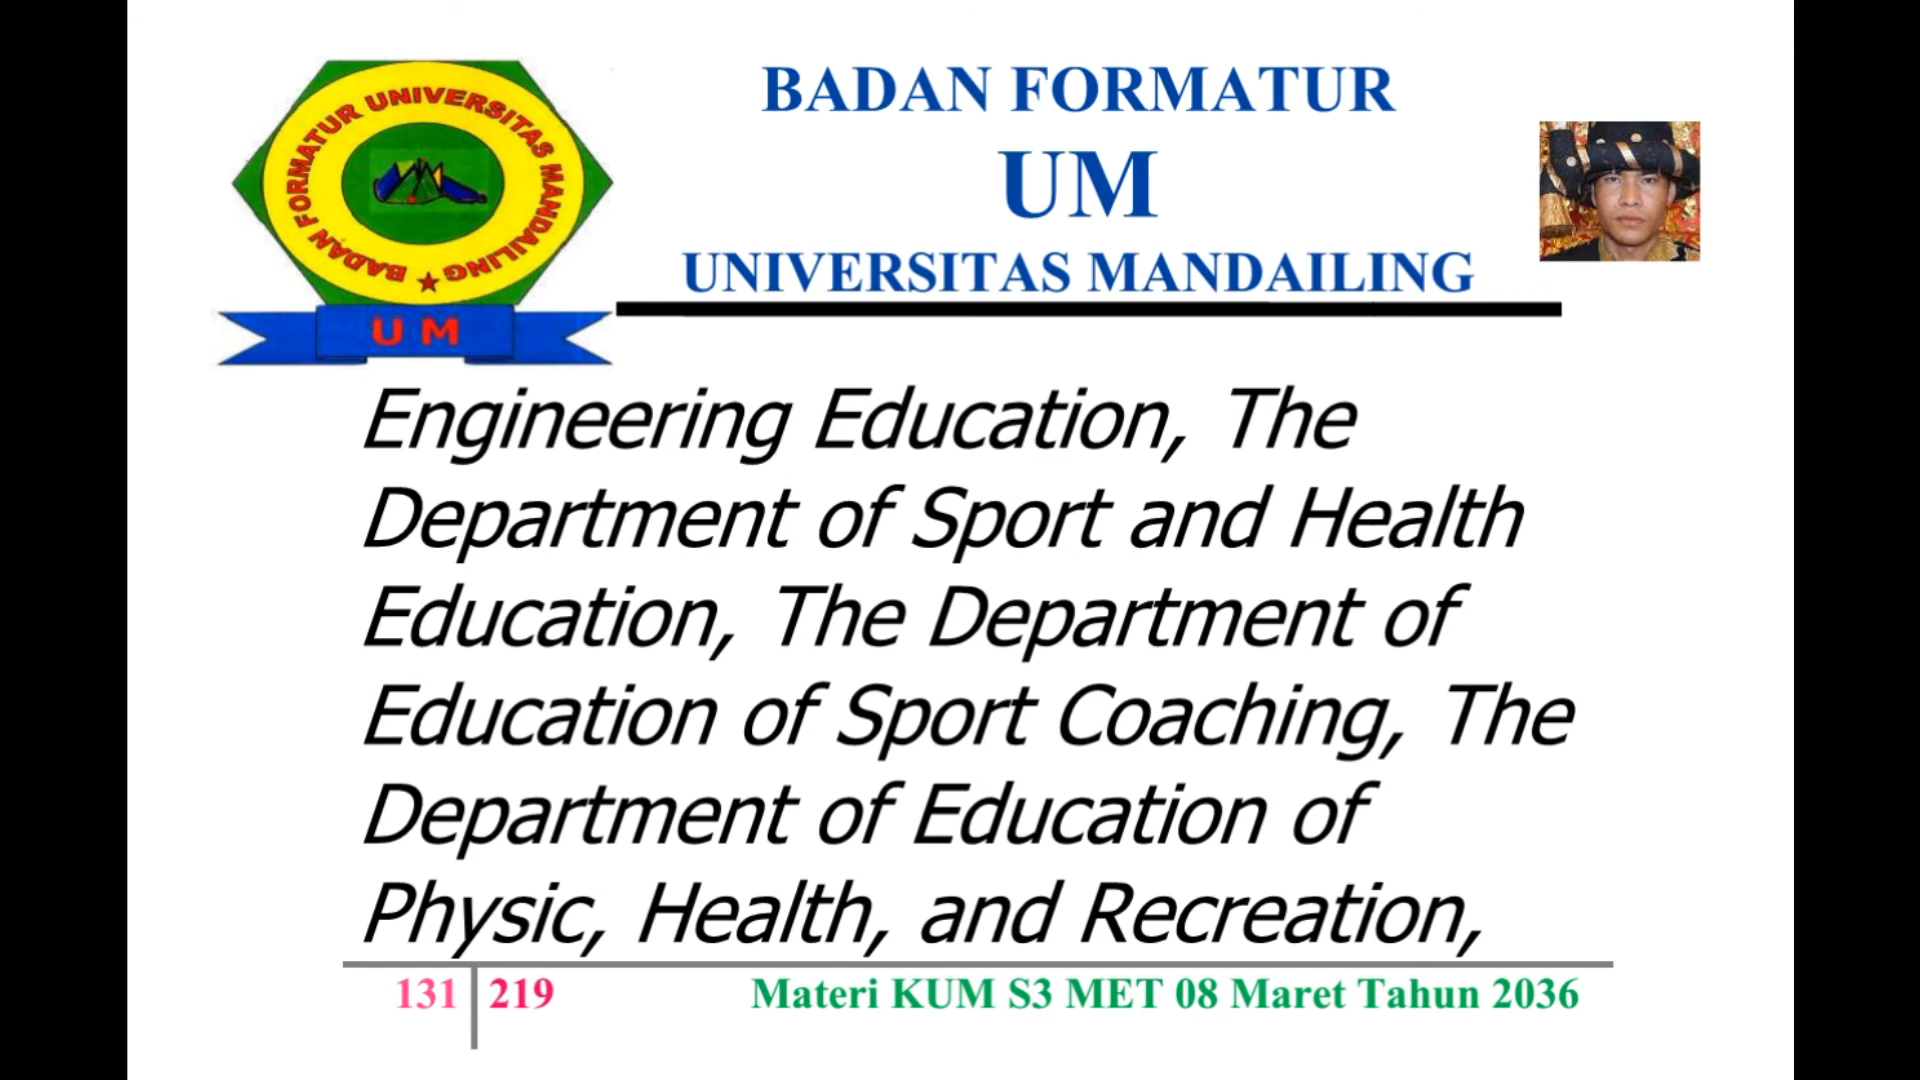 BADAN FORMATUR UNIVERSITAS MANDAILING
U M
BADAN FORMATUR
UM
UNIVERSITAS MANDAILING
Engineering Education, The
Department of Sport and Health
Education, The Department of
Education of Sport Coaching, The
Department of Education of
Physic, Health, and Recreation,
131 219 Materi KUM S3 MET 08 Maret Tahun 2036